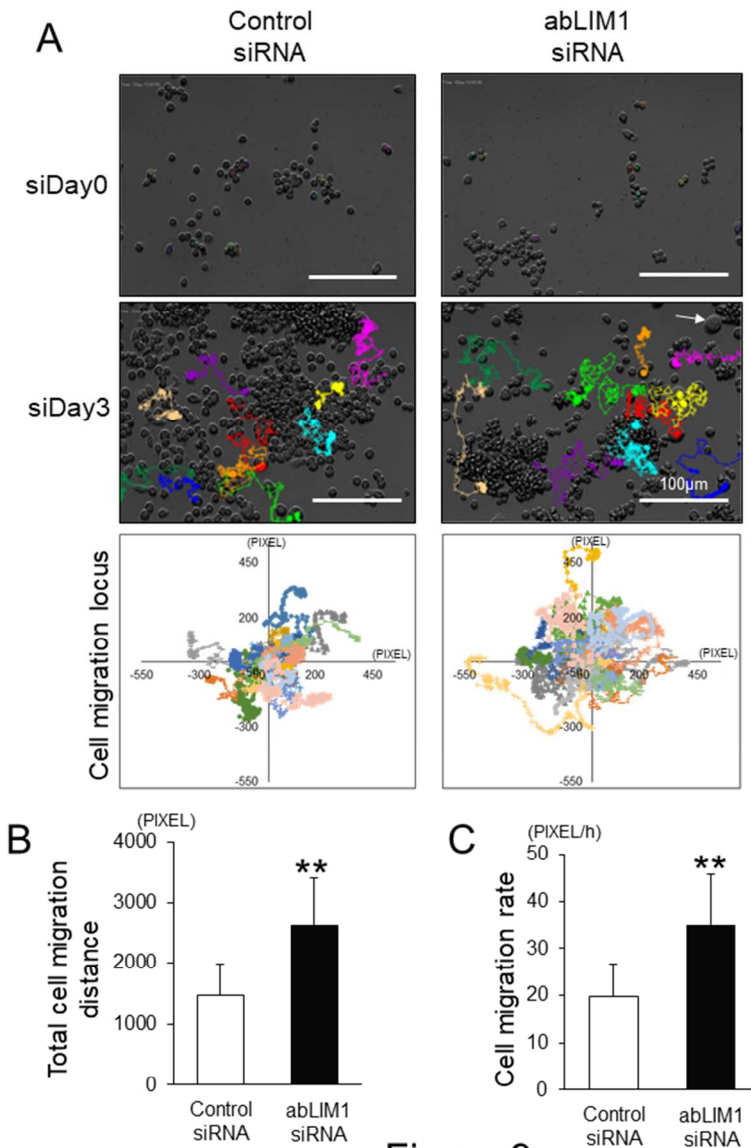 A
Control
siRNA
abLIM1
siRNA
siDay0
siDay3
100μm
Cell migration locus
(PIXEL)
450
200
(PIXEL)
-550
-300
-50
200
450
-300
-550
(PIXEL)
450
200
(PIXEL)
-550
-300
-50
200
450
-300
-550
B
(PIXEL)
Total cell migration
distance
4000
3000
2000
1000
0
**
Control
siRNA
abLIM1
siRNA
C
(PIXEL/h)
Cell migration rate
50
40
30
20
10
0
**
Control
siRNA
abLIM1
siRNA